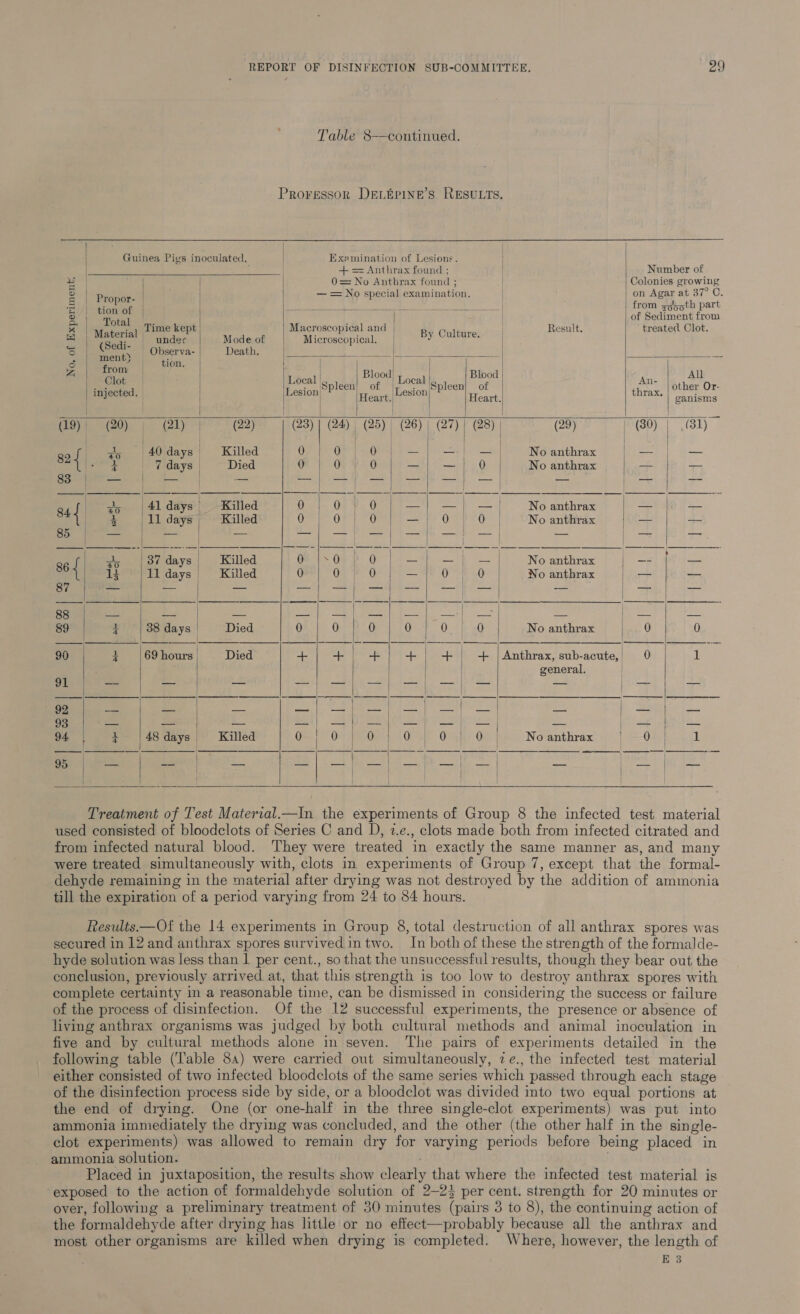 REPORT OF DISINFECTION SUB-COMMITTEE. 29
Table 8—continued.
PROFESSOR DELÉPINE'S RESULTS.
No. of Experiment.
Guinea Pigs inoculated.
Proportion of Total Material (Sediment) from Clot injected.
Time kept under Observation.
Mode of Death.
Examination of Lesions.
+ = Anthrax found;
0 = No Anthrax found;
— = No special examination.
Macroscopical and Microscopical.
By Culture.
Local Lesion | Spleen | Blood of Heart. | Local Lesion | Spleen | Blood of Heart.
Result.
Number of Colonies growing on Agar at 37° C. from part of Sediment from treated Clot.
Anthrax. | All other Organisms
(19) (20) (21) (22) (23) (24) (25) (26) (27) (28) (29) (30) (31)
82 { 1/40 40 days Killed 0 0 0 — — — No anthrax — —
7 days Died 0 0 0 — — 0 No anthrax — —
83 — — — — — — — — — — — —
84 { 1/40 41 days Killed 0 0 0 — — — No anthrax — —
11 days Killed 0 0 0 — 0 0 No anthrax — —
85 — — — — — — — — — — — —
86 { 37 days Killed 0 0 0 — — — No anthrax — —
11 days Killed 0 0 0 — 0 0 No anthrax — —
87 — — — — — — — — — — — —
88 — — — — — — — — — — — —
89 38 days Died 0 0 0 0 0 0 No anthrax 0 0
90 69 hours Died + + + + + + Anthrax, sub-acute, general. 0 1
91 — — — — — — — — — — — —
92 — — — — — — — — — — — —
93 — — — — — — — — — — — —
94 48 days Killed 0 0 0 0 0 0 No anthrax 0 1
95 — — — — — — — — — — — —
Treatment of Test Material.—In the experiments of Group 8 the infected test material
used consisted of bloodclots of Series C and D, i.e., clots made both from infected citrated and
from infected natural blood. They were treated in exactly the same manner as, and many
were treated simultaneously with, clots in experiments of Group 7, except that the formal-
dehyde remaining in the material after drying was not destroyed by the addition of ammonia
till the expiration of a period varying from 24 to 84 hours.
Results.—Of the 14 experiments in Group 8, total destruction of all anthrax spores was
secured in 12 and anthrax spores survived in two. In both of these the strength of the formalde-
hyde solution was less than 1 per cent., so that the unsuccessful results, though they bear out the
conclusion, previously arrived at, that this strength is too low to destroy anthrax spores with
complete certainty in a reasonable time, can be dismissed in considering the success or failure
of the process of disinfection. Of the 12 successful experiments, the presence or absence of
living anthrax organisms was judged by both cultural methods and animal inoculation in
five and by cultural methods alone in seven. The pairs of experiments detailed in the
following table (Table 8A) were carried out simultaneously, i.e., the infected test material
either consisted of two infected bloodclots of the same series which passed through each stage
of the disinfection process side by side, or a bloodclot was divided into two equal portions at
the end of drying. One (or one-half in the three single-clot experiments) was put into
ammonia immediately the drying was concluded, and the other (the other half in the single-
clot experiments) was allowed to remain dry for varying periods before being placed in
ammonia solution.
Placed in juxtaposition, the results show clearly that where the infected test material is
exposed to the action of formaldehyde solution of 2–2½ per cent. strength for 20 minutes or
over, following a preliminary treatment of 30 minutes (pairs 3 to 8), the continuing action of
the formaldehyde after drying has little or no effect—probably because all the anthrax and
most other organisms are killed when drying is completed. Where, however, the length of
E 3